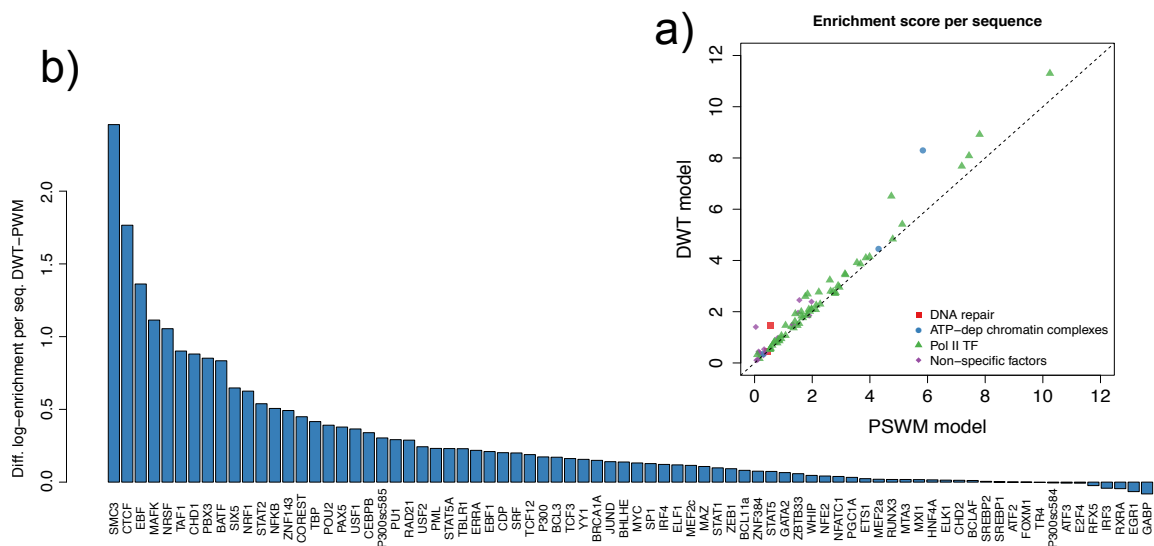 a)
Enrichment score per sequence
DWT model
12
10
8
6
4
2
0
DNA repair
ATP-dep chromatin complexes
Pol II TF
Non-specific factors
0 2 4 6 8 10 12
PSWM model
b)
Diff. log-enrichment per seq. DWT-PWM
2.0
1.5
1.0
0.5
0.0
SMC3
CTCF
EBF
MAFK
NRSF
TAF1
CHD1
PBX3
BATF
SIX5
NRF1
STAT2
NFKB
ZNF143
COREST
TBP
POU2
PAX5
USF1
CEBPB
P300sc585
PU1
RAD21
USF2
PML
STAT5A
TBLR1
ERRA
EBF1
CDP
SRF
TCF12
P300
BCL3
TCF3
YY1
BRCA1A
JUND
BHLHE
MYC
SP1
IRF4
ELF1
MEF2c
MAZ
STAT1
ZEB1
BCL11a
ZNF384
STAT5
GATA2
ZBTB33
WHIP
NFE2
NFATC1
PGC1A
ETS1
MEF2a
RUNX3
MTA3
MXI1
HNF4A
ELK1
CHD2
BCLAF
SREBP2
SREBP1
ATF2
FOXM1
TR4
P300sc584
ATF3
E2F4
RFX5
IRF3
RXRA
EGR1
GABP